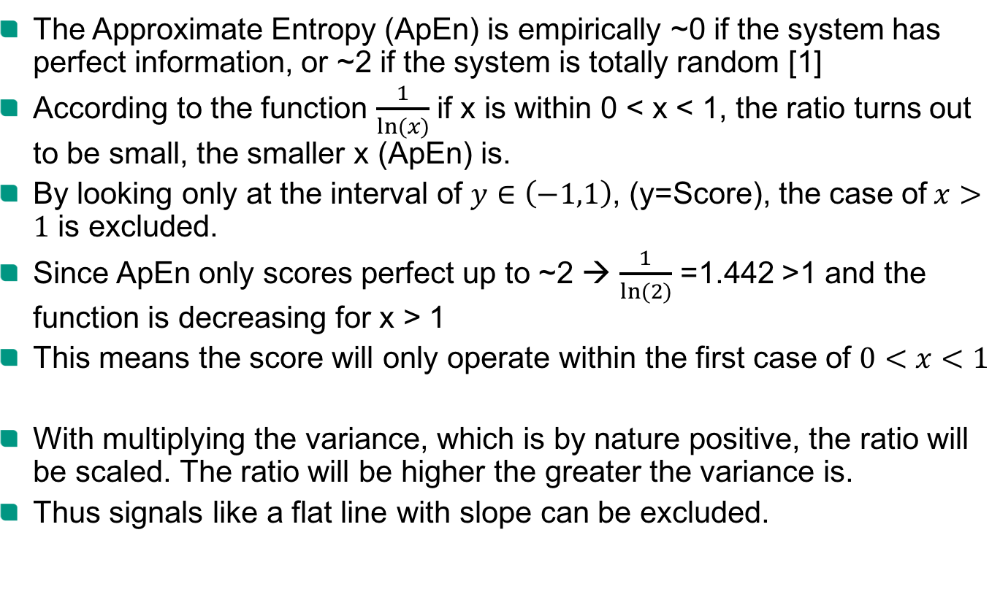 The Approximate Entropy (ApEn) is empirically ~0 if the system has
perfect information, or ~2 if the system is totally random [1]
According to the function 1/ln(x) if x is within 0 < x < 1, the ratio turns out
to be small, the smaller x (ApEn) is.
By looking only at the interval of y ∈ (−1,1), (y=Score), the case of x >
1 is excluded.
Since ApEn only scores perfect up to ~2 → 1/ln(2) =1.442 >1 and the
function is decreasing for x > 1
This means the score will only operate within the first case of 0 < x < 1
With multiplying the variance, which is by nature positive, the ratio will
be scaled. The ratio will be higher the greater the variance is.
Thus signals like a flat line with slope can be excluded.